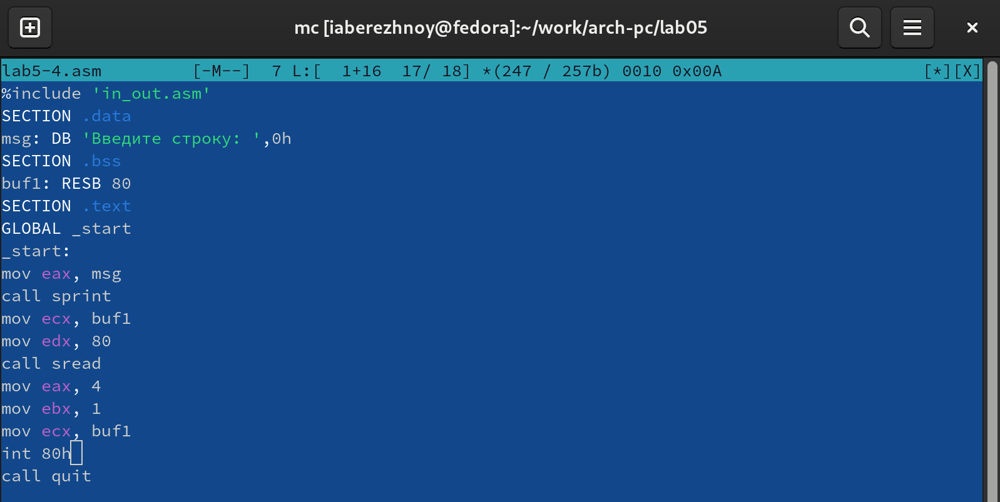 mc [iaberezhnoy@fedora]:~/work/arch-pc/lab05
lab5-4.asm [-M--] 7 L:[ 1+16 17/ 18] *(247 / 257b) 0010 0x00A [*][X]
%include 'in_out.asm'
SECTION .data
msg: DB 'Введите строку: ',0h
SECTION .bss
buf1: RESB 80
SECTION .text
GLOBAL _start
_start:
mov eax, msg
call sprint
mov ecx, buf1
mov edx, 80
call sread
mov eax, 4
mov ebx, 1
mov ecx, buf1
int 80h
call quit